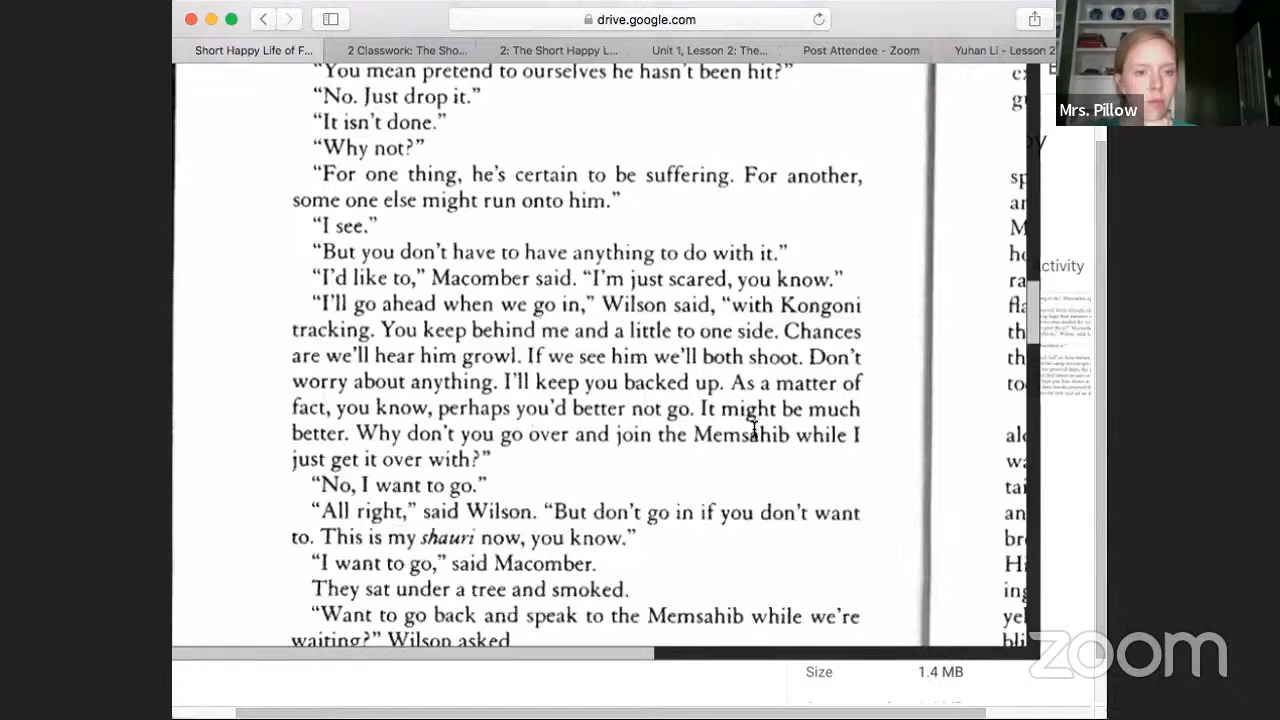 drive.google.com
Short Happy Life of F...
2 Classwork: The Sho...
2: The Short Happy L...
Unit 1, Lesson 2: The...
Post Attendee - Zoom
Yuhan Li - Lesson 2
Mrs. Pillow
"You mean pretend to ourselves he hasn't been hit?"
"No. Just drop it."
"It isn't done."
"Why not?"
"For one thing, he's certain to be suffering. For another,
some one else might run onto him."
"I see."
"But you don't have to have anything to do with it."
"I'd like to," Macomber said. "I'm just scared, you know."
"I'll go ahead when we go in," Wilson said, "with Kongoni
tracking. You keep behind me and a little to one side. Chances
are we'll hear him growl. If we see him we'll both shoot. Don't
worry about anything. I'll keep you backed up. As a matter of
fact, you know, perhaps you'd better not go. It might be much
better. Why don't you go over and join the Memsahib while I
just get it over with?"
"No, I want to go."
"All right," said Wilson. "But don't go in if you don't want
to. This is my shauri now, you know."
"I want to go," said Macomber.
They sat under a tree and smoked.
"Want to go back and speak to the Memsahib while we're
waiting?" Wilson asked
ctivity
Size 1.4 MB
zoom